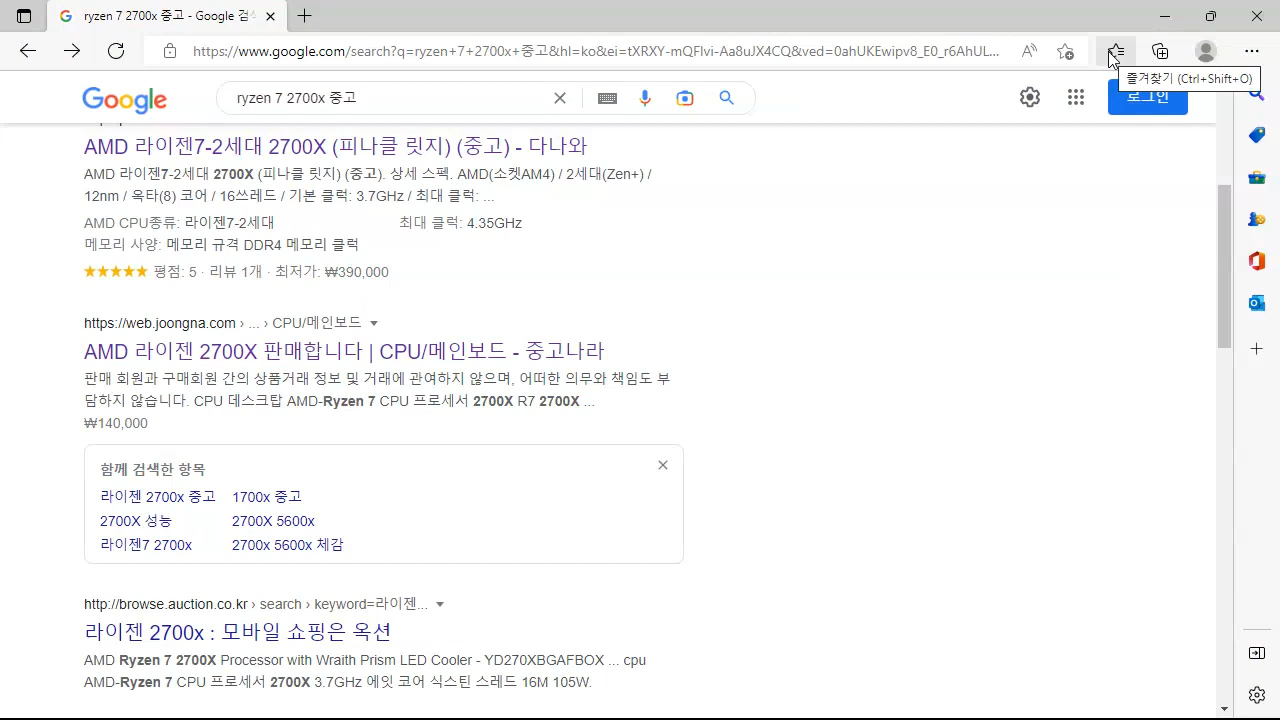 ryzen 7 2700x 중고 - Google 검
https://www.google.com/search?q=ryzen+7+2700x+중고&hl=ko&ei=tXRXY-mQFIvi-Aa8uJX4CQ&ved=0ahUKEwipv8_E0_r6AhUL...
즐겨찾기 (Ctrl+Shift+O)
Google
ryzen 7 2700x 중고
로그인
AMD 라이젠7-2세대 2700X (피나클 릿지) (중고) - 다나와
AMD 라이젠7-2세대 2700X (피나클 릿지) (중고). 상세 스펙. AMD(소켓AM4) / 2세대(Zen+) /
12nm / 옥타(8) 코어 / 16쓰레드 / 기본 클럭: 3.7GHz / 최대 클럭: ...
AMD CPU종류: 라이젠7-2세대 최대 클럭: 4.35GHz
메모리 사양: 메모리 규격 DDR4 메모리 클럭
★★★★★ 평점: 5 · 리뷰 1개 · 최저가: ₩390,000
https://web.joongna.com › ... › CPU/메인보드
AMD 라이젠 2700X 판매합니다 | CPU/메인보드 - 중고나라
판매 회원과 구매회원 간의 상품거래 정보 및 거래에 관여하지 않으며, 어떠한 의무와 책임도 부
담하지 않습니다. CPU 데스크탑 AMD-Ryzen 7 CPU 프로세서 2700X R7 2700X ...
₩140,000
함께 검색한 항목
라이젠 2700x 중고 1700x 중고
2700X 성능 2700X 5600x
라이젠7 2700x 2700x 5600x 체감
http://browse.auction.co.kr › search › keyword=라이젠...
라이젠 2700x : 모바일 쇼핑은 옥션
AMD Ryzen 7 2700X Processor with Wraith Prism LED Cooler - YD270XBGAFBOX ... cpu
AMD-Ryzen 7 CPU 프로세서 2700X 3.7GHz 에잇 코어 식스틴 스레드 16M 105W.